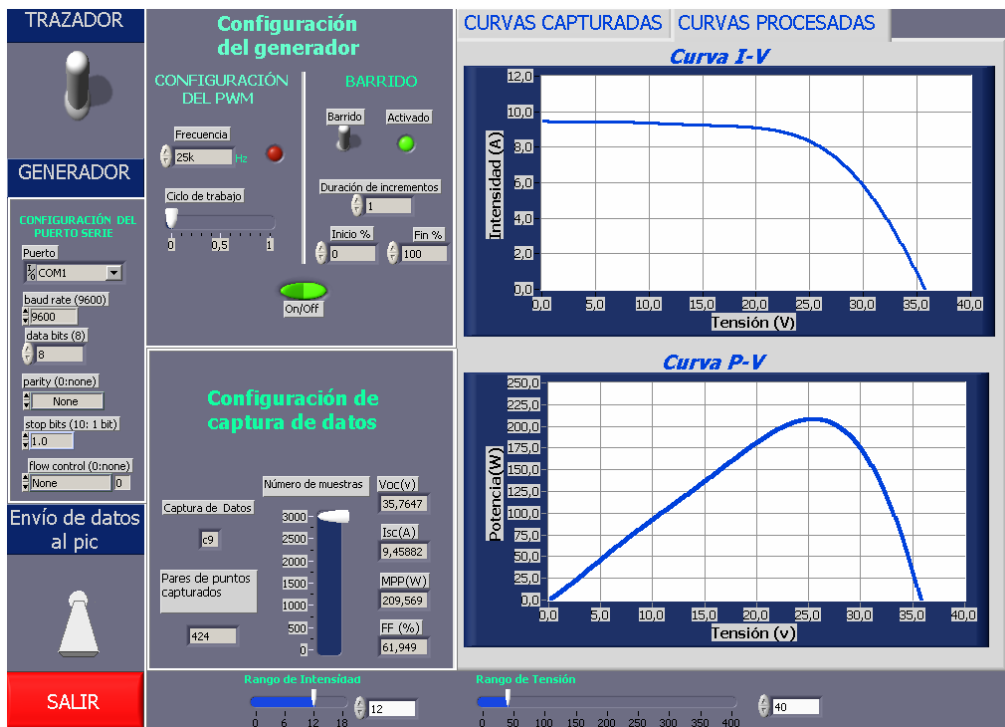 TRAZADOR
GENERADOR
CONFIGURACIÓN DEL
PUERTO SERIE
Puerto
COM1
baud rate (9600)
9600
data bits (8)
8
parity (0:none)
None
stop bits (10: 1 bit)
1.0
flow control (0:none)
None 0
Envío de datos
al pic
SALIR
Configuración
del generador
CONFIGURACIÓN
DEL PWM
Frecuencia
25k Hz
Ciclo de trabajo
0 0,5 1
BARRIDO
Barrido Activado
Duración de incrementos
1
Inicio % Fin %
0 100
On/Off
Configuración de
captura de datos
Captura de Datos
c9
Pares de puntos
capturados
424
Número de muestras
3000
2500
2000
1500
1000
500
0
Voc(v)
35,7647
Isc(A)
9,45882
MPP(W)
209,569
FF (%)
61,949
CURVAS CAPTURADAS CURVAS PROCESADAS
Curva I-V
Intensidad (A)
12,0
10,0
8,0
5,0
4,0
2,0
0,0
0,0 5,0 10,0 15,0 20,0 25,0 30,0 35,0 40,0
Tensión (V)
Curva P-V
Potencia(W)
250,0
225,0
200,0
175,0
150,0
125,0
100,0
75,0
50,0
25,0
0,0
0,0 5,0 10,0 15,0 20,0 25,0 30,0 35,0 40,0
Tensión (v)
Rango de Intensidad
0 6 12 18
12
Rango de Tensión
0 50 100 150 200 250 300 350 400
40